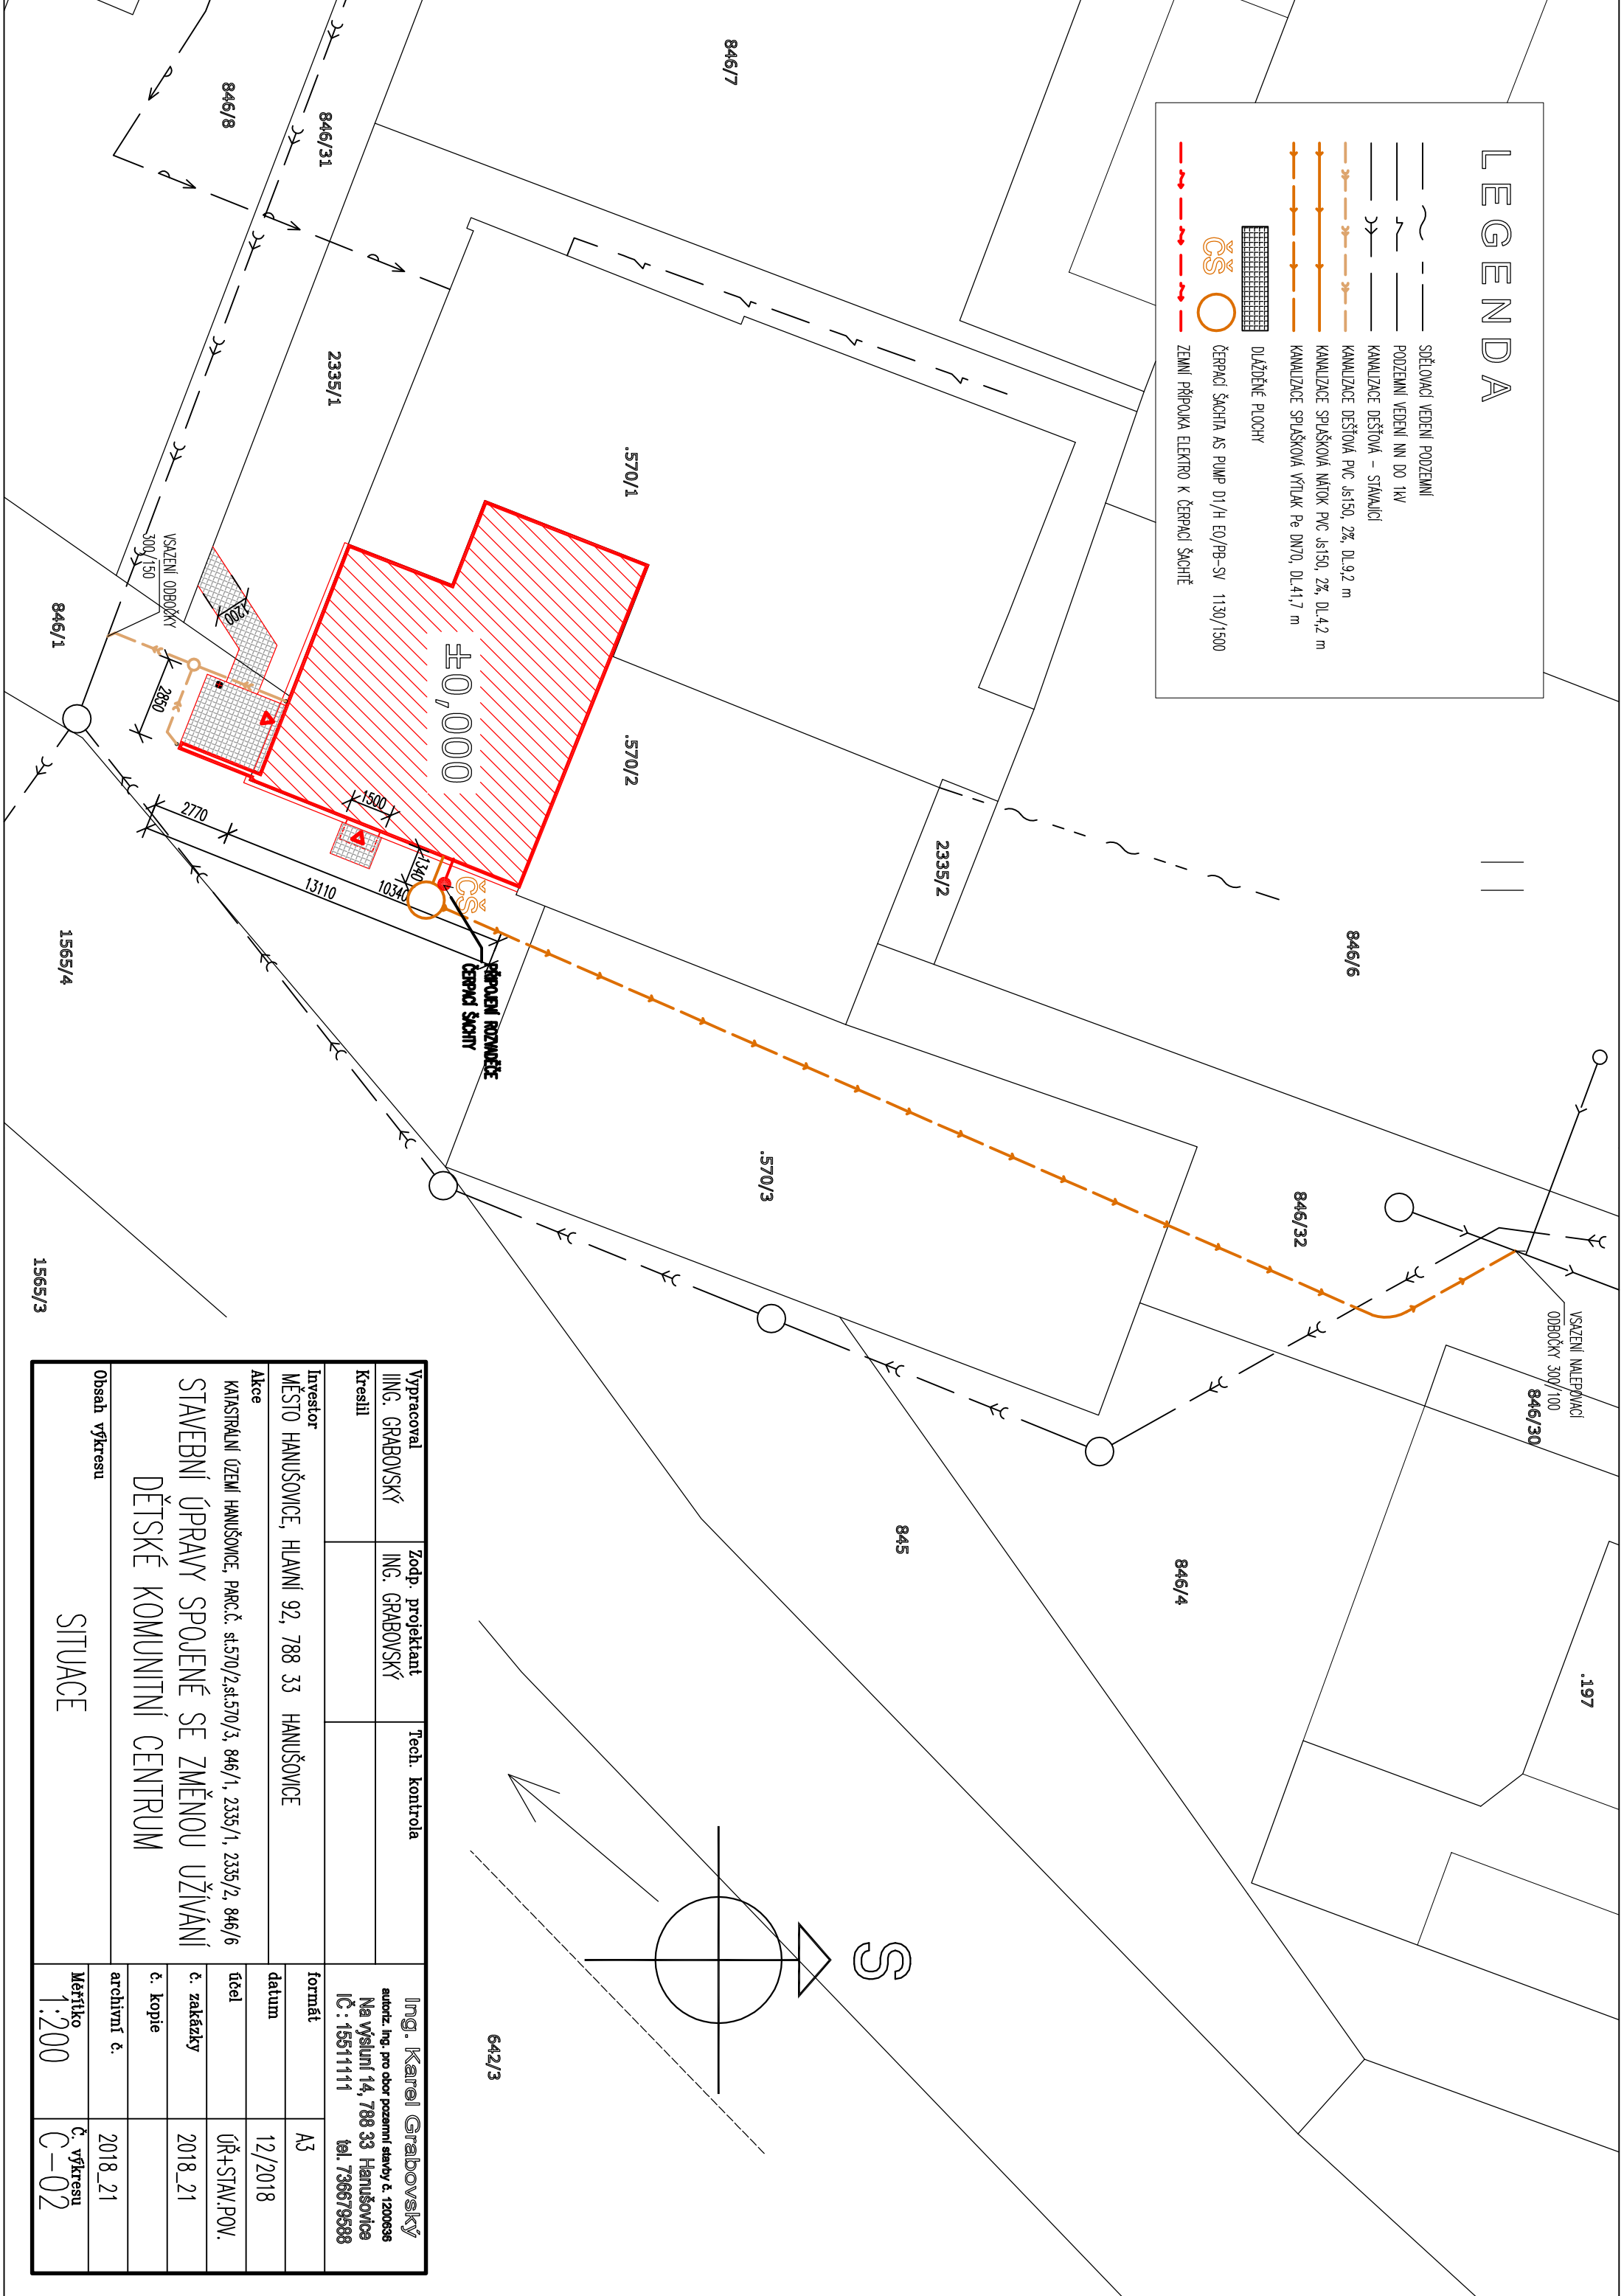 LEGENDA
SDĚLOVACÍ VEDENÍ PODZEMNÍ
PODZEMNÍ VEDENÍ NN DO 1kV
KANALIZACE DEŠŤOVÁ - STÁVAJÍCÍ
KANALIZACE DEŠŤOVÁ PVC Js150, 2%, DL.9,2 m
KANALIZACE SPLAŠKOVÁ NÁTOK PVC Js150, 2%, DL.4,2 m
KANALIZACE SPLAŠKOVÁ VÝTLAK Pe DN70, DL.41,7 m
DLÁŽDĚNÉ PLOCHY
ČŠ
ČERPACÍ ŠACHTA AS PUMP D1/H EO/PB-SV 1130/1500
ZEMNÍ PŘÍPOJKA ELEKTRO K ČERPACÍ ŠACHTĚ
846/7
846/8
846/31
2335/1
.570/1
.570/2
2335/2
846/6
846/32
846/30
VSAZENÍ NALEPOVACÍ
ODBOČKY 300/100
.197
846/4
845
.570/3
±0,000
VSAZENÍ ODBOČKY
300/150
846/1
1200
2850
1500
1340
2770
10340
13110
ČŠ
PŘIPOJENÍ ROZVADĚČE
ČERPACÍ ŠACHTY
1565/4
1565/3
642/3
S
Vypracoval
IING. GRABOVSKÝ
Zodp. projektant
ING. GRABOVSKÝ
Tech. kontrola
Kreslil
Investor
MĚSTO HANUŠOVICE, HLAVNÍ 92, 788 33 HANUŠOVICE
Akce
KATASTRÁLNÍ ÚZEMÍ HANUŠOVICE, PARC.Č. st.570/2,st.570/3, 846/1, 2335/1, 2335/2, 846/6
STAVEBNÍ ÚPRAVY SPOJENÉ SE ZMĚNOU UŽÍVÁNÍ
DĚTSKÉ KOMUNITNÍ CENTRUM
Obsah výkresu
SITUACE
Ing. Karel Grabovský
autoriz. ing. pro obor pozemní stavby č. 1200636
Na výsluní 14, 788 33 Hanušovice
IČ : 15511111 tel. 736679588
formát A3
datum 12/2018
účel ÚŘ+STAV.POV.
č. zakázky 2018_21
č. kopie
archivní č. 2018_21
Měřítko 1:200
Č. výkresu C-02